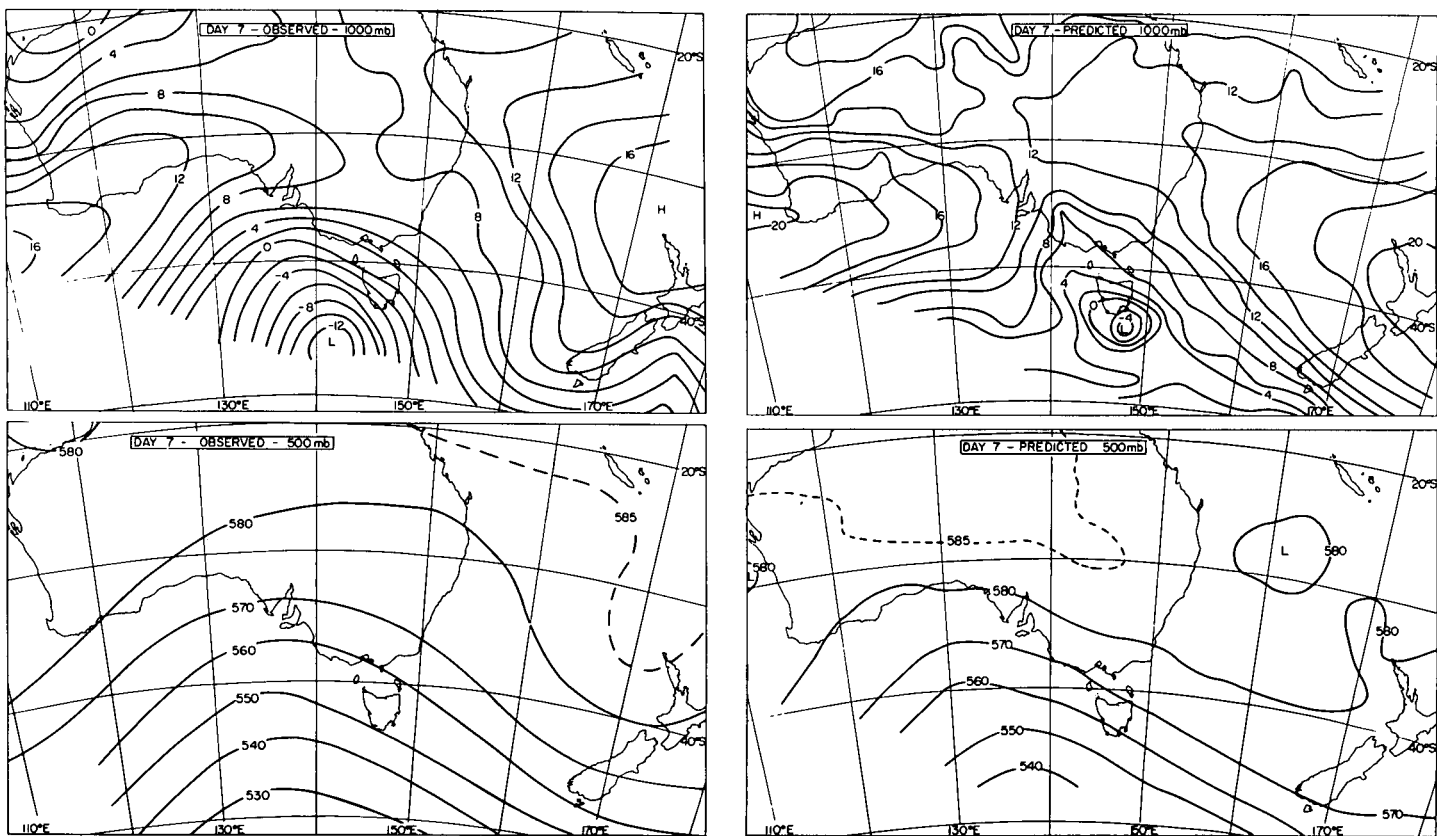 DAY 7 - OBSERVED - 1000mb
0
4
8
20°S
12
16
12
8
8
16
H
4
0
-4
-8
-12
L
40°S
110°E
130°E
150°E
170°E
DAY 7 - PREDICTED 1000mb
16
20°S
12
12
H
20
16
12
8
16
20
4
0
-4
L
12
40°S
8
4
110°E
130°E
150°E
170°E
DAY 7 - OBSERVED - 500mb
580
20°S
585
580
570
560
550
540
530
40°S
110°E
130°E
150°E
170°E
DAY 7 - PREDICTED 500mb
20°S
585
L
580
580
L
580
580
570
560
550
540
40°S
570
110°E
130°E
150°E
170°E